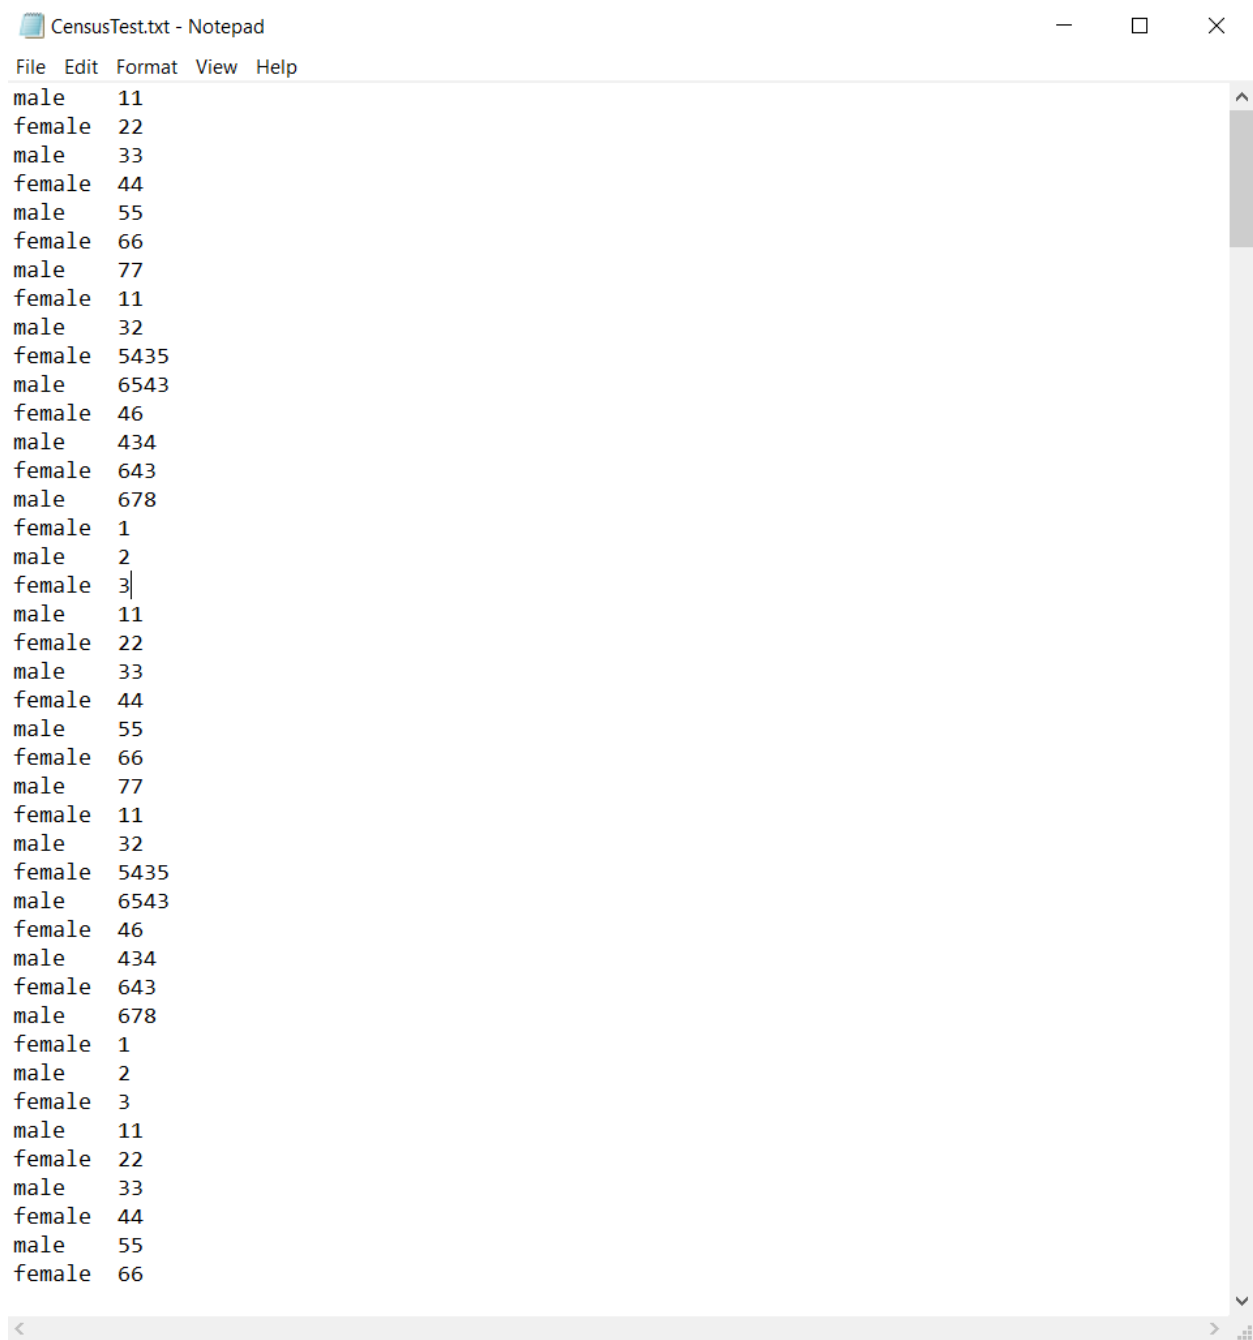 CensusTest.txt - Notepad
File Edit Format View Help
male 11
female 22
male 33
female 44
male 55
female 66
male 77
female 11
male 32
female 5435
male 6543
female 46
male 434
female 643
male 678
female 1
male 2
female 3
male 11
female 22
male 33
female 44
male 55
female 66
male 77
female 11
male 32
female 5435
male 6543
female 46
male 434
female 643
male 678
female 1
male 2
female 3
male 11
female 22
male 33
female 44
male 55
female 66